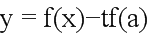 y = f(x)−tf(a)